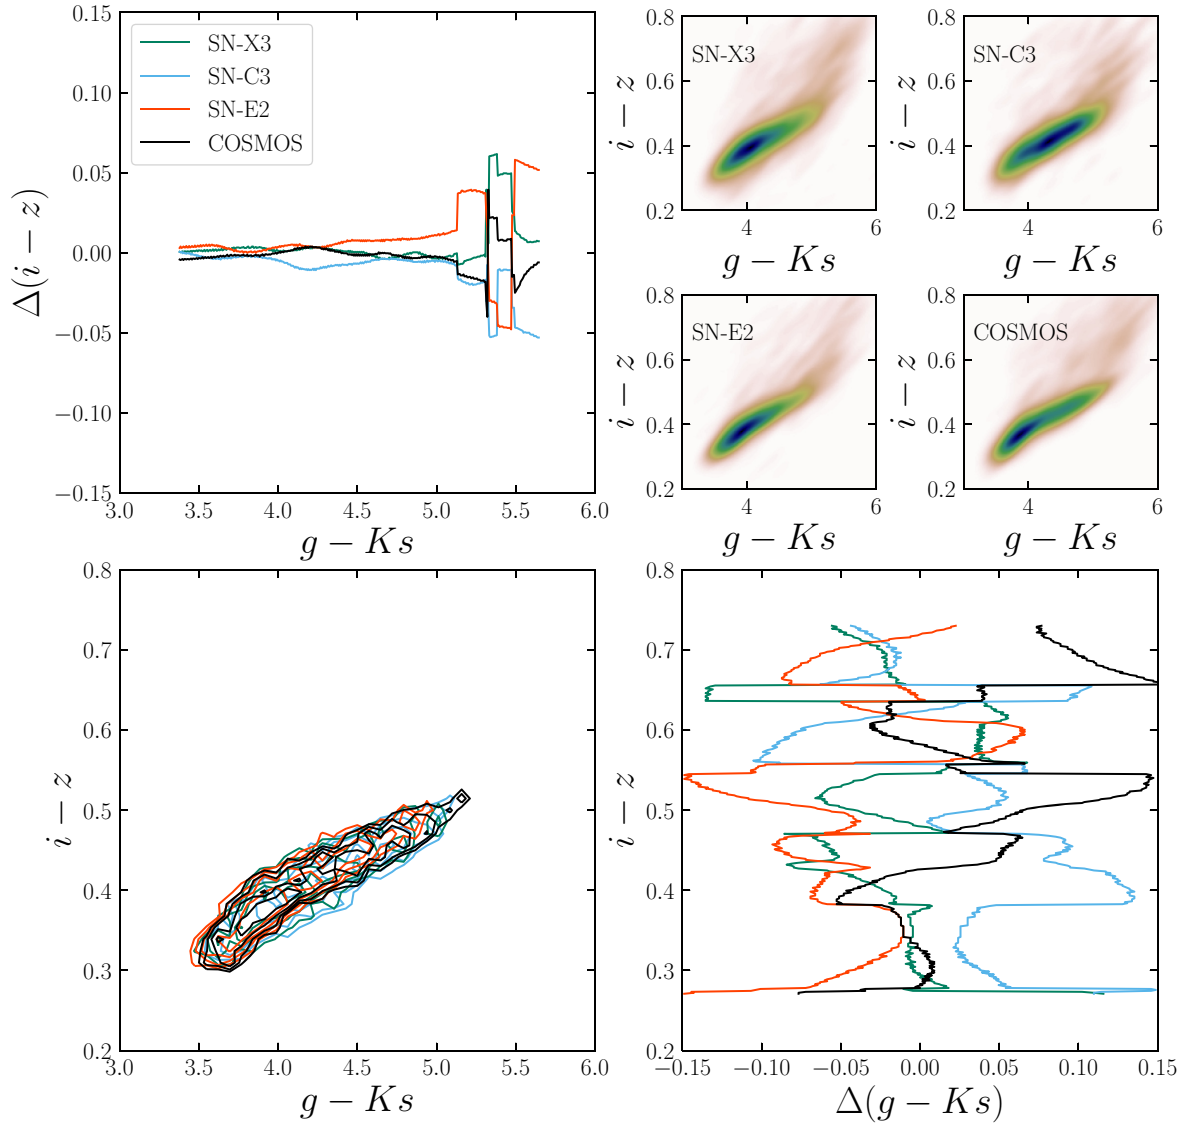 0.15
0.10
0.05
0.00
−0.05
−0.10
−0.15
Δ(i − z)
SN-X3
SN-C3
SN-E2
COSMOS
3.0 3.5 4.0 4.5 5.0 5.5 6.0
g − Ks
0.8
0.6
0.4
0.2
i − z
SN-X3
4 6
g − Ks
0.8
0.6
0.4
0.2
i − z
SN-C3
4 6
g − Ks
0.8
0.6
0.4
0.2
i − z
SN-E2
4 6
g − Ks
0.8
0.6
0.4
0.2
i − z
COSMOS
4 6
g − Ks
0.8
0.7
0.6
0.5
0.4
0.3
0.2
i − z
3.0 3.5 4.0 4.5 5.0 5.5 6.0
g − Ks
0.8
0.7
0.6
0.5
0.4
0.3
0.2
i − z
−0.15 −0.10 −0.05 0.00 0.05 0.10 0.15
Δ(g − Ks)